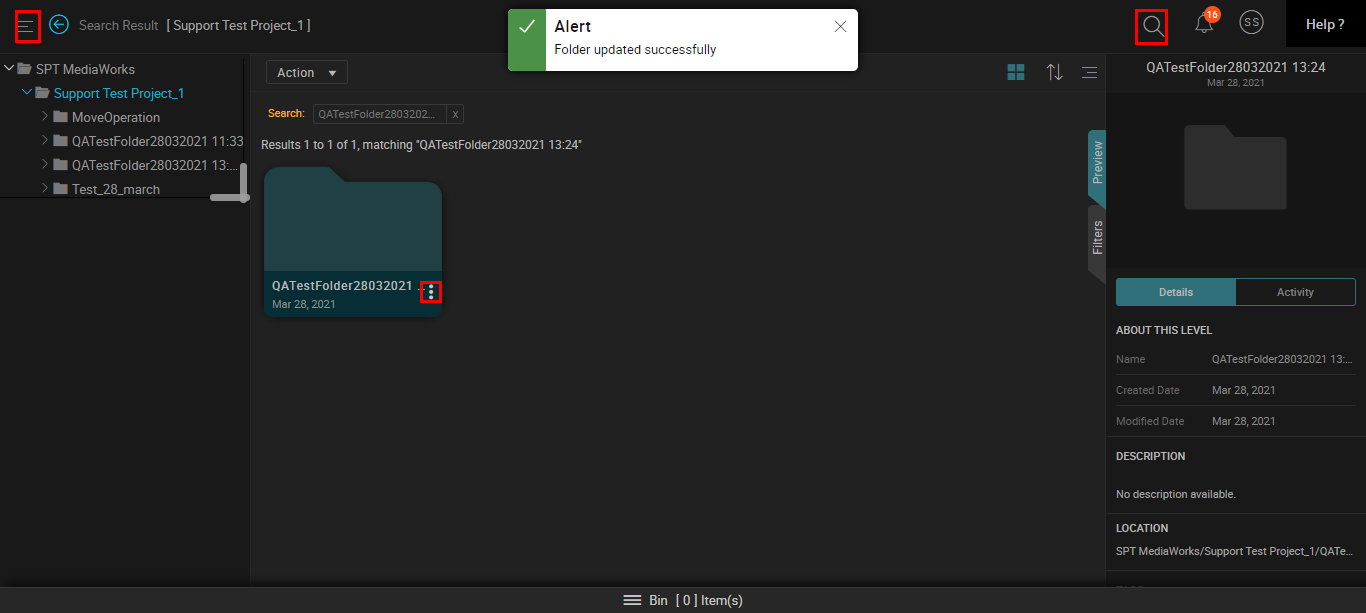 Search Result [ Support Test Project_1 ]
Alert
Folder updated successfully
16
SS
Help ?
SPT MediaWorks
Support Test Project_1
MoveOperation
QATestFolder28032021 11:33
QATestFolder28032021 13:...
Test_28_march
Action
Search: QATestFolder2803202... X
Results 1 to 1 of 1, matching "QATestFolder28032021 13:24"
QATestFolder28032021 ...
Mar 28, 2021
Preview
Filters
QATestFolder28032021 13:24
Mar 28, 2021
Details
Activity
ABOUT THIS LEVEL
Name QATestFolder28032021 13:...
Created Date Mar 28, 2021
Modified Date Mar 28, 2021
DESCRIPTION
No description available.
LOCATION
SPT MediaWorks/Support Test Project_1/QATe...
Bin [ 0 ] Item(s)